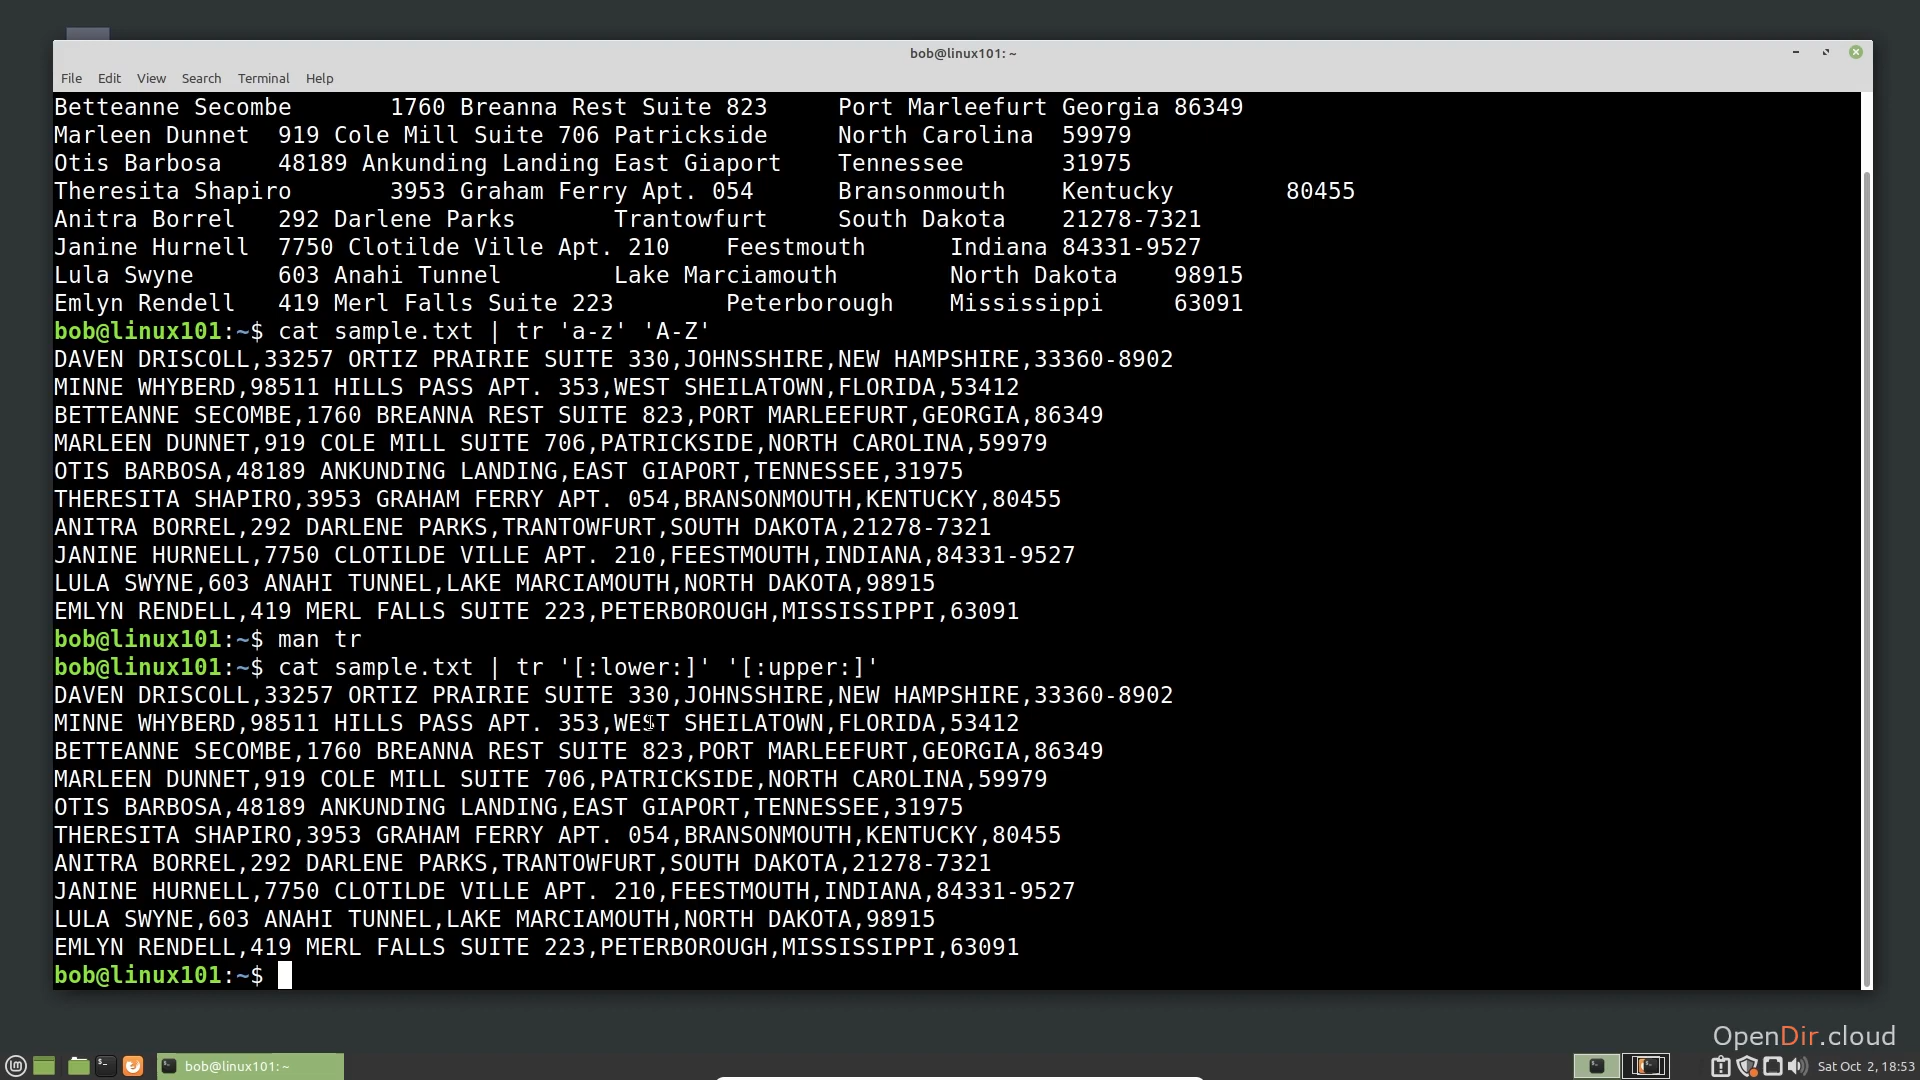 bob@linux101: ~
File Edit View Search Terminal Help
Betteanne Secombe 1760 Breanna Rest Suite 823 Port Marleefurt Georgia 86349
Marleen Dunnet 919 Cole Mill Suite 706 Patrickside North Carolina 59979
Otis Barbosa 48189 Ankunding Landing East Giaport Tennessee 31975
Theresita Shapiro 3953 Graham Ferry Apt. 054 Bransonmouth Kentucky 80455
Anitra Borrel 292 Darlene Parks Trantowfurt South Dakota 21278-7321
Janine Hurnell 7750 Clotilde Ville Apt. 210 Feestmouth Indiana 84331-9527
Lula Swyne 603 Anahi Tunnel Lake Marciamouth North Dakota 98915
Emlyn Rendell 419 Merl Falls Suite 223 Peterborough Mississippi 63091
bob@linux101:~$ cat sample.txt | tr 'a-z' 'A-Z'
DAVEN DRISCOLL,33257 ORTIZ PRAIRIE SUITE 330,JOHNSSHIRE,NEW HAMPSHIRE,33360-8902
MINNE WHYBERD,98511 HILLS PASS APT. 353,WEST SHEILATOWN,FLORIDA,53412
BETTEANNE SECOMBE,1760 BREANNA REST SUITE 823,PORT MARLEEFURT,GEORGIA,86349
MARLEEN DUNNET,919 COLE MILL SUITE 706,PATRICKSIDE,NORTH CAROLINA,59979
OTIS BARBOSA,48189 ANKUNDING LANDING,EAST GIAPORT,TENNESSEE,31975
THERESITA SHAPIRO,3953 GRAHAM FERRY APT. 054,BRANSONMOUTH,KENTUCKY,80455
ANITRA BORREL,292 DARLENE PARKS,TRANTOWFURT,SOUTH DAKOTA,21278-7321
JANINE HURNELL,7750 CLOTILDE VILLE APT. 210,FEESTMOUTH,INDIANA,84331-9527
LULA SWYNE,603 ANAHI TUNNEL,LAKE MARCIAMOUTH,NORTH DAKOTA,98915
EMLYN RENDELL,419 MERL FALLS SUITE 223,PETERBOROUGH,MISSISSIPPI,63091
bob@linux101:~$ man tr
bob@linux101:~$ cat sample.txt | tr '[:lower:]' '[:upper:]'
DAVEN DRISCOLL,33257 ORTIZ PRAIRIE SUITE 330,JOHNSSHIRE,NEW HAMPSHIRE,33360-8902
MINNE WHYBERD,98511 HILLS PASS APT. 353,WEST SHEILATOWN,FLORIDA,53412
BETTEANNE SECOMBE,1760 BREANNA REST SUITE 823,PORT MARLEEFURT,GEORGIA,86349
MARLEEN DUNNET,919 COLE MILL SUITE 706,PATRICKSIDE,NORTH CAROLINA,59979
OTIS BARBOSA,48189 ANKUNDING LANDING,EAST GIAPORT,TENNESSEE,31975
THERESITA SHAPIRO,3953 GRAHAM FERRY APT. 054,BRANSONMOUTH,KENTUCKY,80455
ANITRA BORREL,292 DARLENE PARKS,TRANTOWFURT,SOUTH DAKOTA,21278-7321
JANINE HURNELL,7750 CLOTILDE VILLE APT. 210,FEESTMOUTH,INDIANA,84331-9527
LULA SWYNE,603 ANAHI TUNNEL,LAKE MARCIAMOUTH,NORTH DAKOTA,98915
EMLYN RENDELL,419 MERL FALLS SUITE 223,PETERBOROUGH,MISSISSIPPI,63091
bob@linux101:~$
OpenDir.cloud
bob@linux101: ~ Sat Oct 2, 18:53